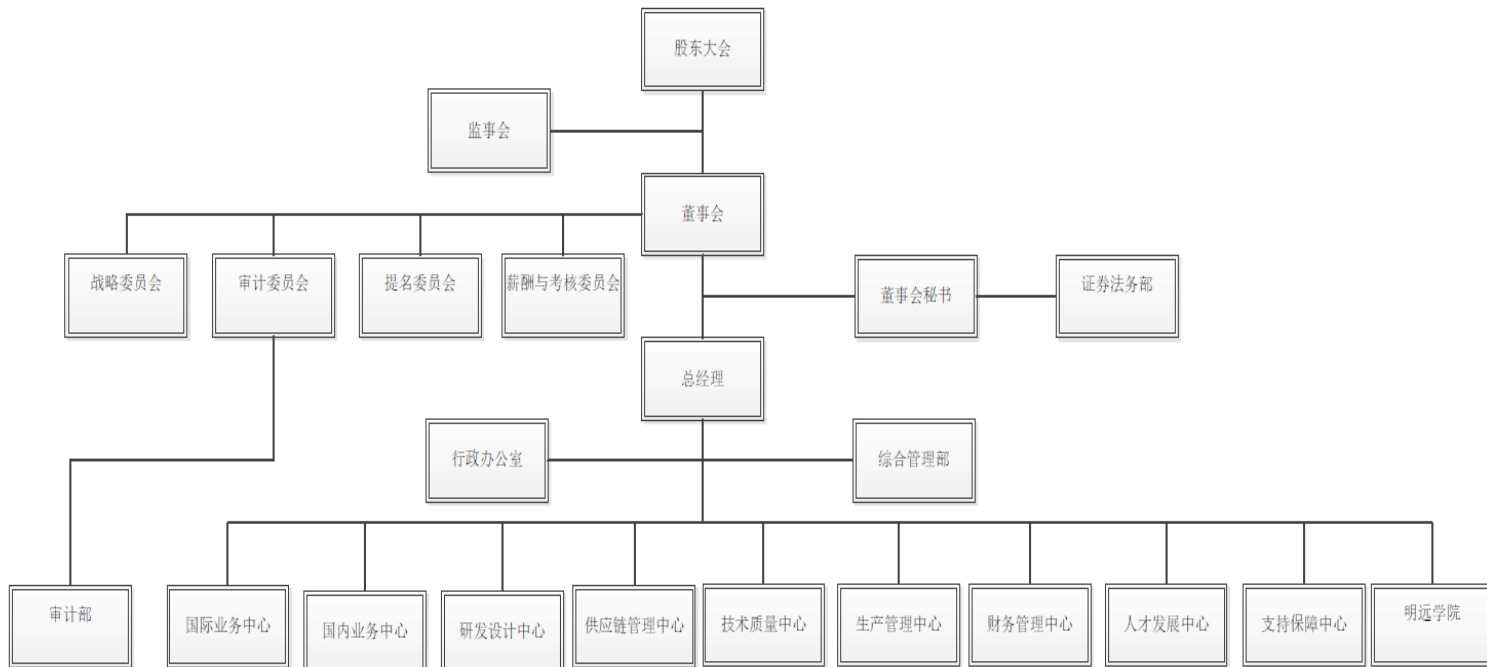 股东大会
监事会
董事会
战略委员会
审计委员会
提名委员会
薪酬与考核委员会
董事会秘书
证券法务部
总经理
行政办公室
综合管理部
审计部
国际业务中心
国内业务中心
研发设计中心
供应链管理中心
技术质量中心
生产管理中心
财务管理中心
人才发展中心
支持保障中心
明远学院